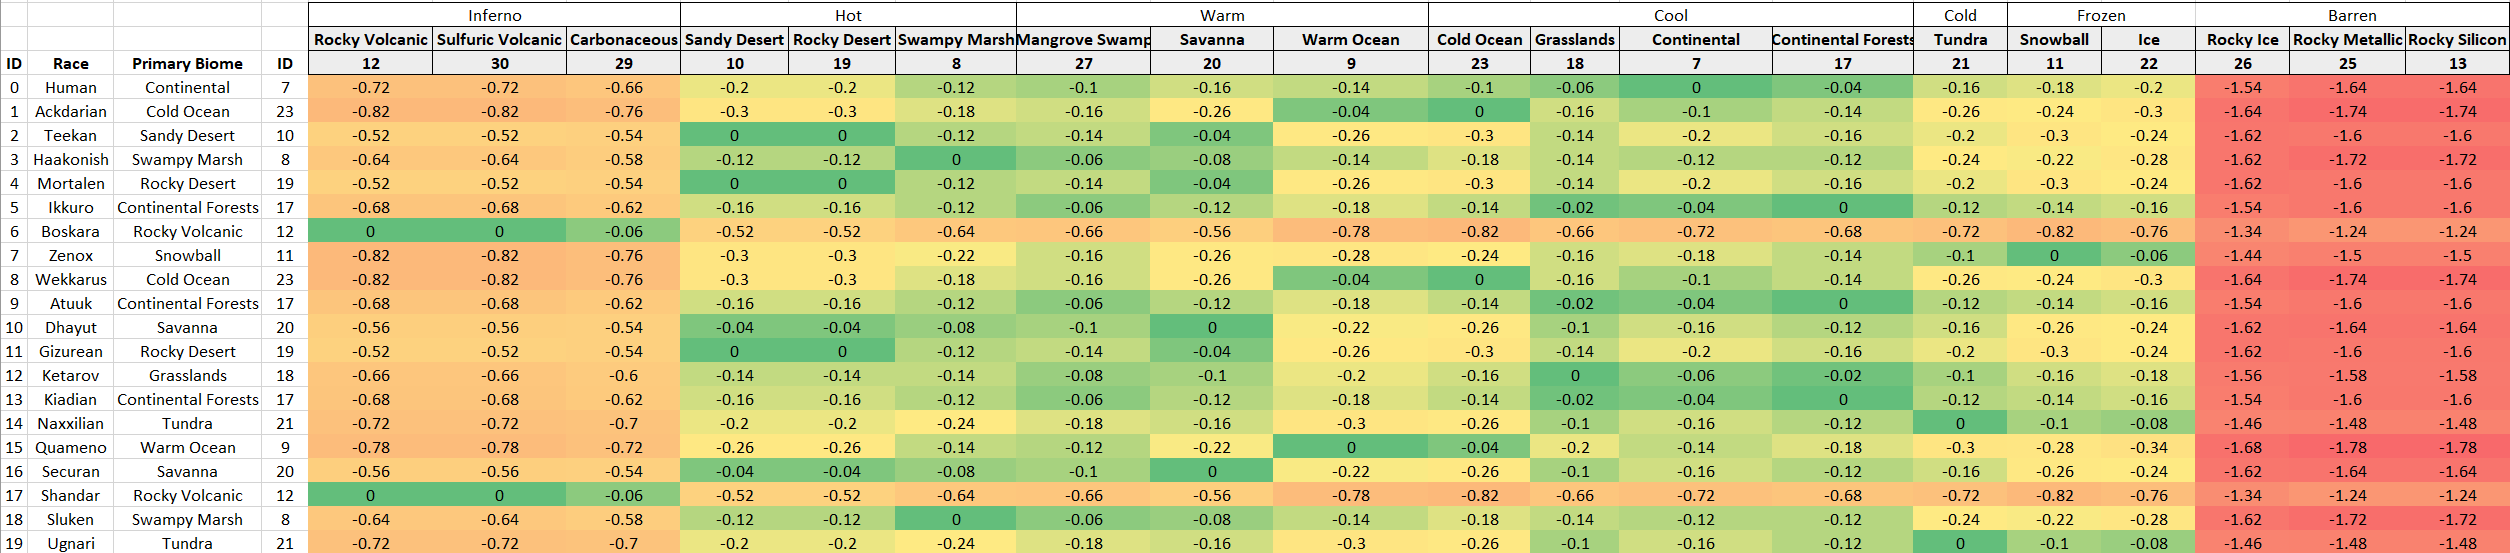 Inferno Hot Warm Cool Cold Frozen Barren
Rocky Volcanic Sulfuric Volcanic Carbonaceous Sandy Desert Rocky Desert Swampy Marsh Mangrove Swamp Savanna Warm Ocean Cold Ocean Grasslands Continental Continental Forests Tundra Snowball Ice Rocky Ice Rocky Metallic Rocky Silicon
ID Race Primary Biome ID 12 30 29 10 19 8 27 20 9 23 18 7 17 21 11 22 26 25 13
0 Human Continental 7 -0.72 -0.72 -0.66 -0.2 -0.2 -0.12 -0.1 -0.16 -0.14 -0.1 -0.06 0 -0.04 -0.16 -0.18 -0.2 -1.54 -1.64 -1.64
1 Ackdarian Cold Ocean 23 -0.82 -0.82 -0.76 -0.3 -0.3 -0.18 -0.16 -0.26 -0.04 0 -0.16 -0.1 -0.14 -0.26 -0.24 -0.3 -1.64 -1.74 -1.74
2 Teekan Sandy Desert 10 -0.52 -0.52 -0.54 0 0 -0.12 -0.14 -0.04 -0.26 -0.3 -0.14 -0.2 -0.16 -0.2 -0.3 -0.24 -1.62 -1.6 -1.6
3 Haakonish Swampy Marsh 8 -0.64 -0.64 -0.58 -0.12 -0.12 0 -0.06 -0.08 -0.14 -0.18 -0.14 -0.12 -0.12 -0.24 -0.22 -0.28 -1.62 -1.72 -1.72
4 Mortalen Rocky Desert 19 -0.52 -0.52 -0.54 0 0 -0.12 -0.14 -0.04 -0.26 -0.3 -0.14 -0.2 -0.16 -0.2 -0.3 -0.24 -1.62 -1.6 -1.6
5 Ikkuro Continental Forests 17 -0.68 -0.68 -0.62 -0.16 -0.16 -0.12 -0.06 -0.12 -0.18 -0.14 -0.02 -0.04 0 -0.12 -0.14 -0.16 -1.54 -1.6 -1.6
6 Boskara Rocky Volcanic 12 0 0 -0.06 -0.52 -0.52 -0.64 -0.66 -0.56 -0.78 -0.82 -0.66 -0.72 -0.68 -0.72 -0.82 -0.76 -1.34 -1.24 -1.24
7 Zenox Snowball 11 -0.82 -0.82 -0.76 -0.3 -0.3 -0.22 -0.16 -0.26 -0.28 -0.24 -0.16 -0.18 -0.14 -0.1 0 -0.06 -1.44 -1.5 -1.5
8 Wekkarus Cold Ocean 23 -0.82 -0.82 -0.76 -0.3 -0.3 -0.18 -0.16 -0.26 -0.04 0 -0.16 -0.1 -0.14 -0.26 -0.24 -0.3 -1.64 -1.74 -1.74
9 Atuuk Continental Forests 17 -0.68 -0.68 -0.62 -0.16 -0.16 -0.12 -0.06 -0.12 -0.18 -0.14 -0.02 -0.04 0 -0.12 -0.14 -0.16 -1.54 -1.6 -1.6
10 Dhayut Savanna 20 -0.56 -0.56 -0.54 -0.04 -0.04 -0.08 -0.1 0 -0.22 -0.26 -0.1 -0.16 -0.12 -0.16 -0.26 -0.24 -1.62 -1.64 -1.64
11 Gizurean Rocky Desert 19 -0.52 -0.52 -0.54 0 0 -0.12 -0.14 -0.04 -0.26 -0.3 -0.14 -0.2 -0.16 -0.2 -0.3 -0.24 -1.62 -1.6 -1.6
12 Ketarov Grasslands 18 -0.66 -0.66 -0.6 -0.14 -0.14 -0.14 -0.08 -0.1 -0.2 -0.16 0 -0.06 -0.02 -0.1 -0.16 -0.18 -1.56 -1.58 -1.58
13 Kiadian Continental Forests 17 -0.68 -0.68 -0.62 -0.16 -0.16 -0.12 -0.06 -0.12 -0.18 -0.14 -0.02 -0.04 0 -0.12 -0.14 -0.16 -1.54 -1.6 -1.6
14 Naxxilian Tundra 21 -0.72 -0.72 -0.7 -0.2 -0.2 -0.24 -0.18 -0.16 -0.3 -0.26 -0.1 -0.16 -0.12 0 -0.1 -0.08 -1.46 -1.48 -1.48
15 Quameno Warm Ocean 9 -0.78 -0.78 -0.72 -0.26 -0.26 -0.14 -0.12 -0.22 0 -0.04 -0.2 -0.14 -0.18 -0.3 -0.28 -0.34 -1.68 -1.78 -1.78
16 Securan Savanna 20 -0.56 -0.56 -0.54 -0.04 -0.04 -0.08 -0.1 0 -0.22 -0.26 -0.1 -0.16 -0.12 -0.16 -0.26 -0.24 -1.62 -1.64 -1.64
17 Shandar Rocky Volcanic 12 0 0 -0.06 -0.52 -0.52 -0.64 -0.66 -0.56 -0.78 -0.82 -0.66 -0.72 -0.68 -0.72 -0.82 -0.76 -1.34 -1.24 -1.24
18 Sluken Swampy Marsh 8 -0.64 -0.64 -0.58 -0.12 -0.12 0 -0.06 -0.08 -0.14 -0.18 -0.14 -0.12 -0.12 -0.24 -0.22 -0.28 -1.62 -1.72 -1.72
19 Ugnari Tundra 21 -0.72 -0.72 -0.7 -0.2 -0.2 -0.24 -0.18 -0.16 -0.3 -0.26 -0.1 -0.16 -0.12 0 -0.1 -0.08 -1.46 -1.48 -1.48